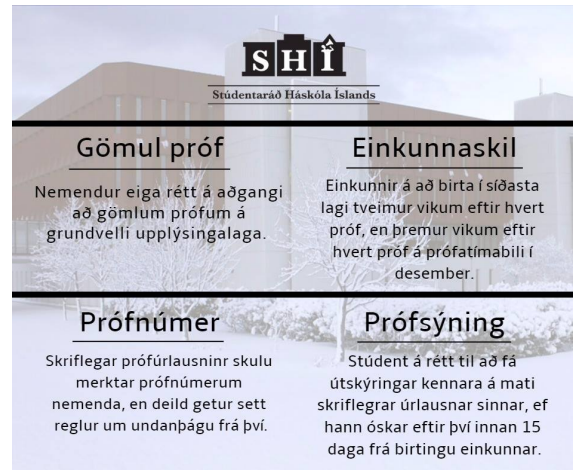 SHÍ
Stúdentaráð Háskóla Íslands
Gömul próf
Nemendur eiga rétt á aðgangi
að gömlum prófum á
grundvelli upplýsingalaga.
Einkunnaskil
Einkunnir á að birta í síðasta
lagi tveimur vikum eftir hvert
próf, en þremur vikum eftir
hvert próf á prófatímabili í
desember.
Prófnúmer
Skriflegar prófúrlausninr skulu
merktar prófnúmerum
nemenda, en deild getur sett
reglur um undanþágu frá því.
Prófsýning
Stúdent á rétt til að fá
útskýringar kennara á mati
skriflegrar úrlausnar sinnar, ef
hann óskar eftir því innan 15
daga frá birtingu einkunnar.